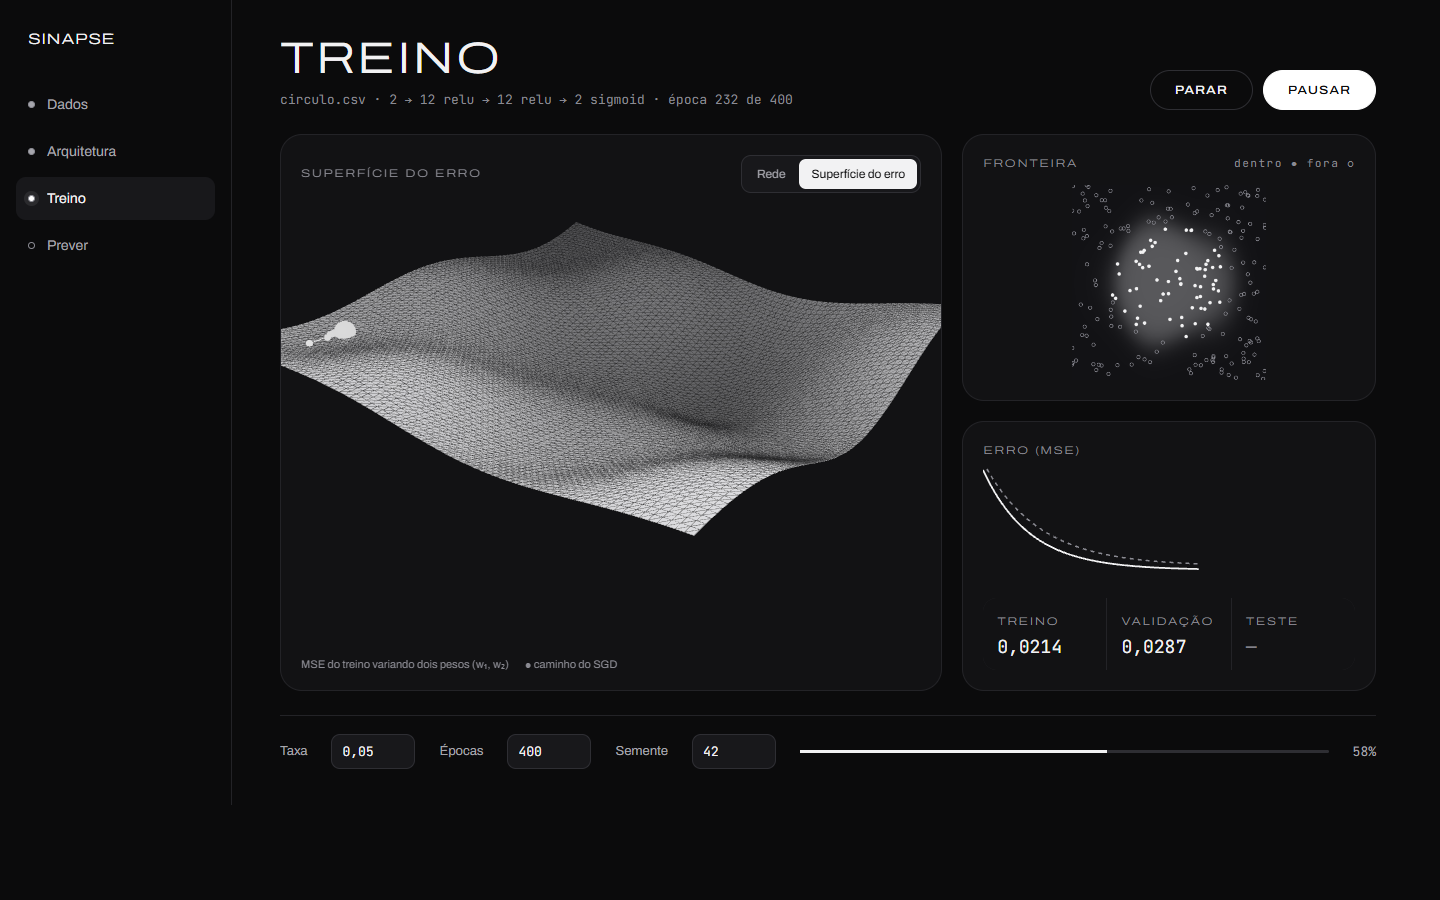 SINAPSE
Dados
Arquitetura
Treino
Prever
TREINO
circulo.csv · 2 → 12 relu → 12 relu → 2 sigmoid · época 232 de 400
PARAR
PAUSAR
SUPERFÍCIE DO ERRO
Rede
Superfície do erro
MSE do treino variando dois pesos (w₁, w₂)
caminho do SGD
FRONTEIRA
dentro ● fora ○
ERRO (MSE)
TREINO
0,0214
VALIDAÇÃO
0,0287
TESTE
—
Taxa
0,05
Épocas
400
Semente
42
58%